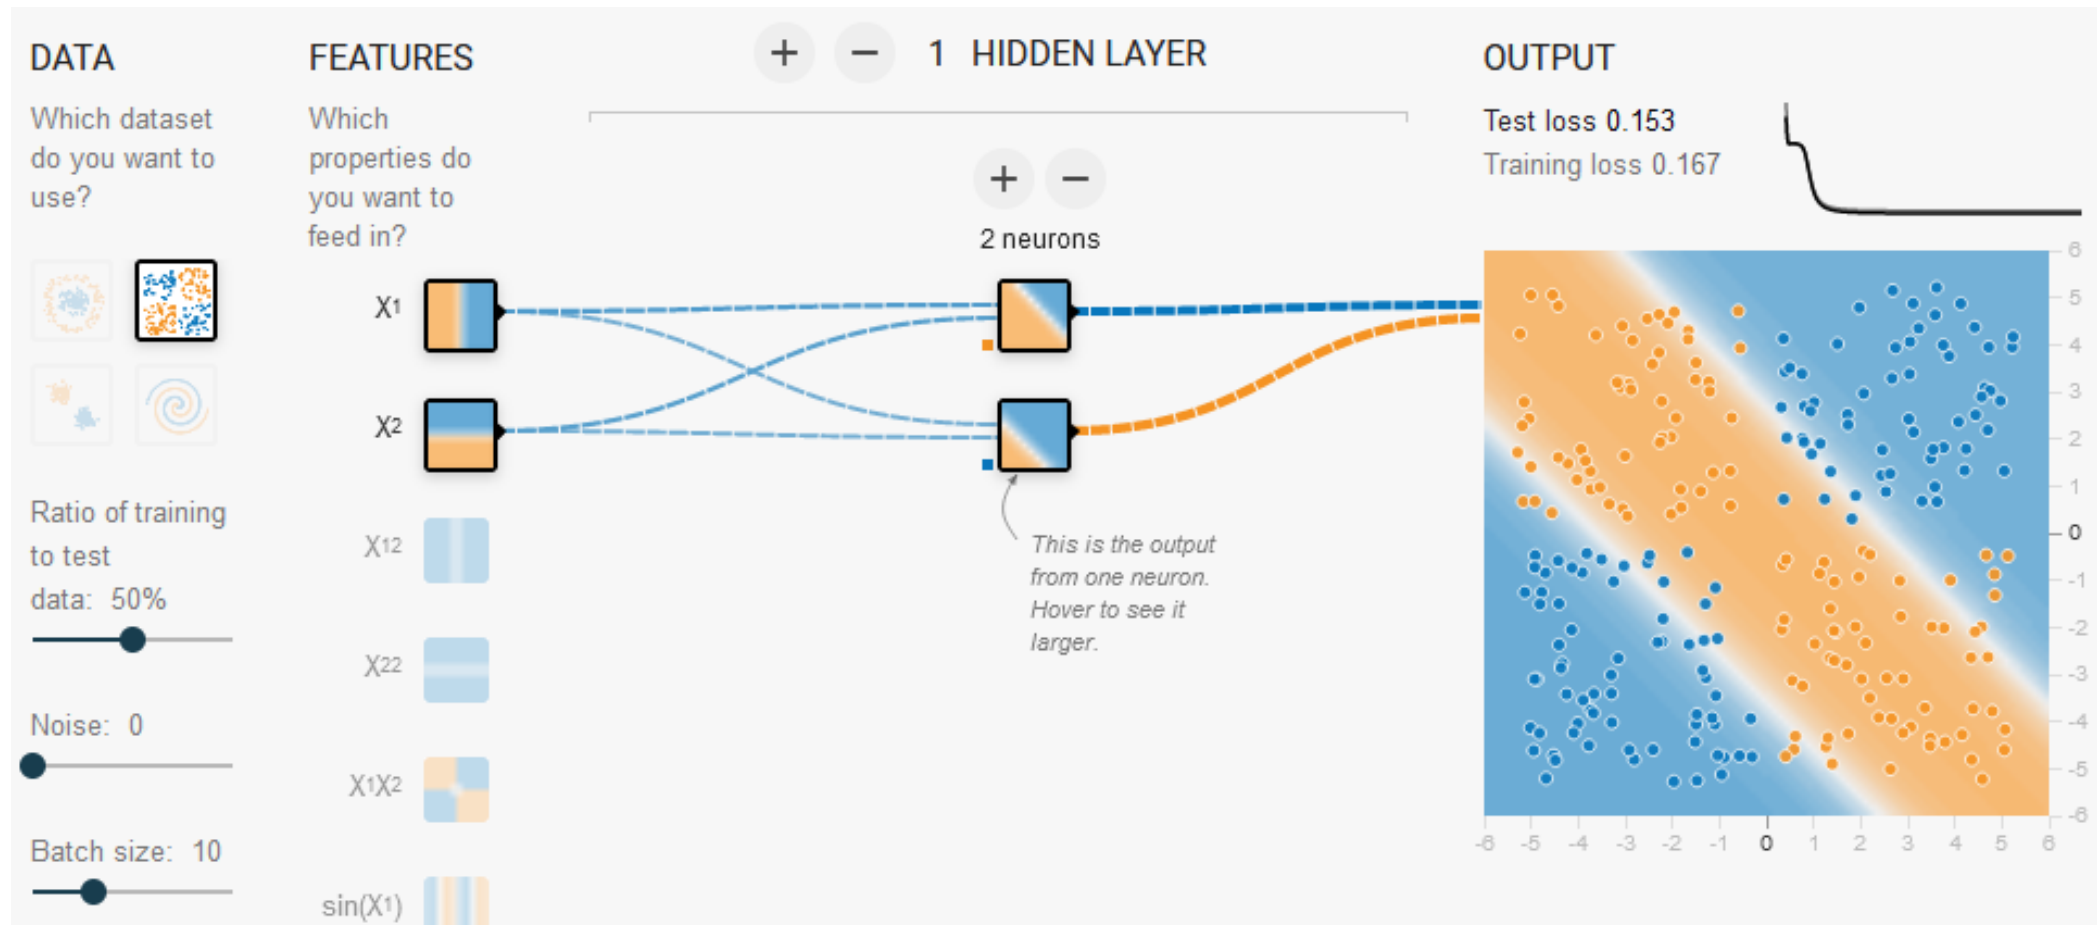 DATA
Which dataset
do you want to
use?
Ratio of training
to test
data: 50%
Noise: 0
Batch size: 10
FEATURES
Which
properties do
you want to
feed in?
X1
X2
X12
X22
X1X2
sin(X1)
+ − 1 HIDDEN LAYER
+ −
2 neurons
This is the output
from one neuron.
Hover to see it
larger.
OUTPUT
Test loss 0.153
Training loss 0.167
6
5
4
3
2
1
0
-1
-2
-3
-4
-5
-6
-6 -5 -4 -3 -2 -1 0 1 2 3 4 5 6